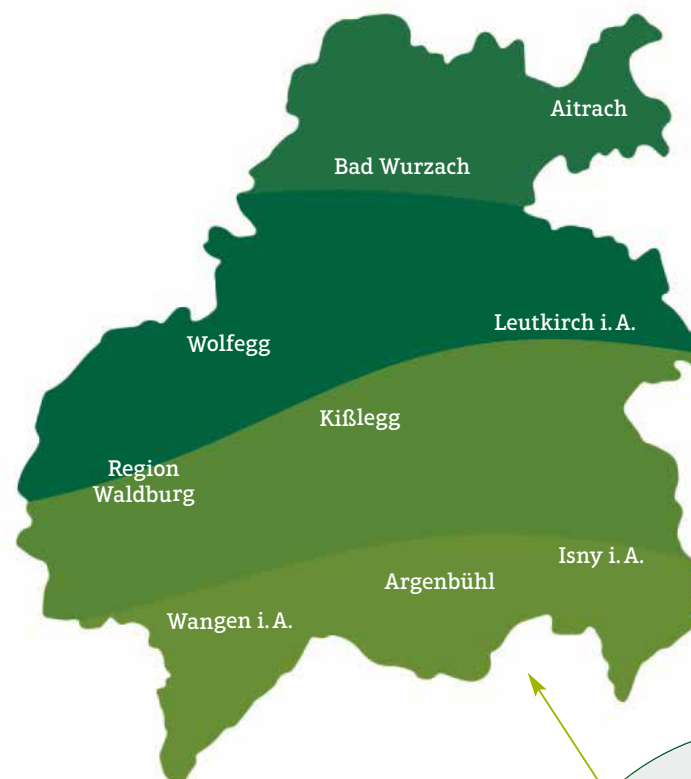 Aitrach
Bad Wurzach
Leutkirch i. A.
Wolfegg
Kißlegg
Region
Waldburg
Isny i. A.
Argenbühl
Wangen i. A.